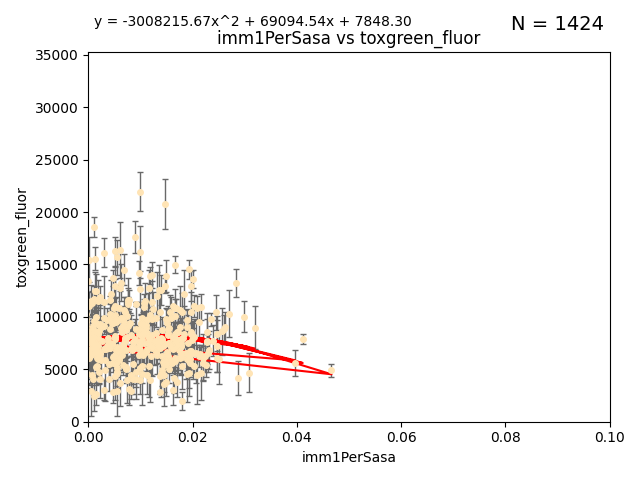 y = -3008215.67x^2 + 69094.54x + 7848.30
N = 1424
imm1PerSasa vs toxgreen_fluor
35000
30000
25000
20000
15000
10000
5000
0
toxgreen_fluor
0.00 0.02 0.04 0.06 0.08 0.10
imm1PerSasa